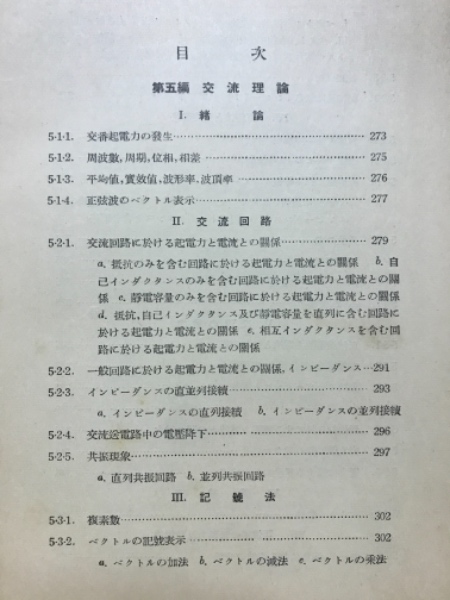 目次
第五編 交流理論
I. 緒論
5·1·1. 交番起電力の發生 273
5·1·2. 周波數,周期,位相,相差 275
5·1·3. 平均値,實效値,波形率,波頂率 276
5·1·4. 正弦波のベクトル表示 277
II. 交流回路
5·2·1. 交流回路に於ける起電力と電流との關係 279
a. 抵抗のみを含む回路に於ける起電力と電流との關係 b. 自
己インダクタンスのみを含む回路に於ける起電力と電流との關
係 c. 靜電容量のみを含む回路に於ける起電力と電流との關係
d. 抵抗,自己インダクタンス及び靜電容量を直列に含む回路に
於ける起電力と電流との關係 e. 相互インダクタンスを含む回
路に於ける起電力と電流との關係
5·2·2. 一般回路に於ける起電力と電流との關係,インピーダンス 291
5·2·3. インピーダンスの直並列接續 293
a. インピーダンスの直列接續 b. インピーダンスの並列接續
5·2·4. 交流送電路中の電壓降下 296
5·2·5. 共振現象 297
a. 直列共振回路 b. 並列共振回路
III. 記號法
5·3·1. 複素數 302
5·3·2. ベクトルの記號表示 302
a. ベクトルの加法 b. ベクトルの減法 c. ベクトルの乘法